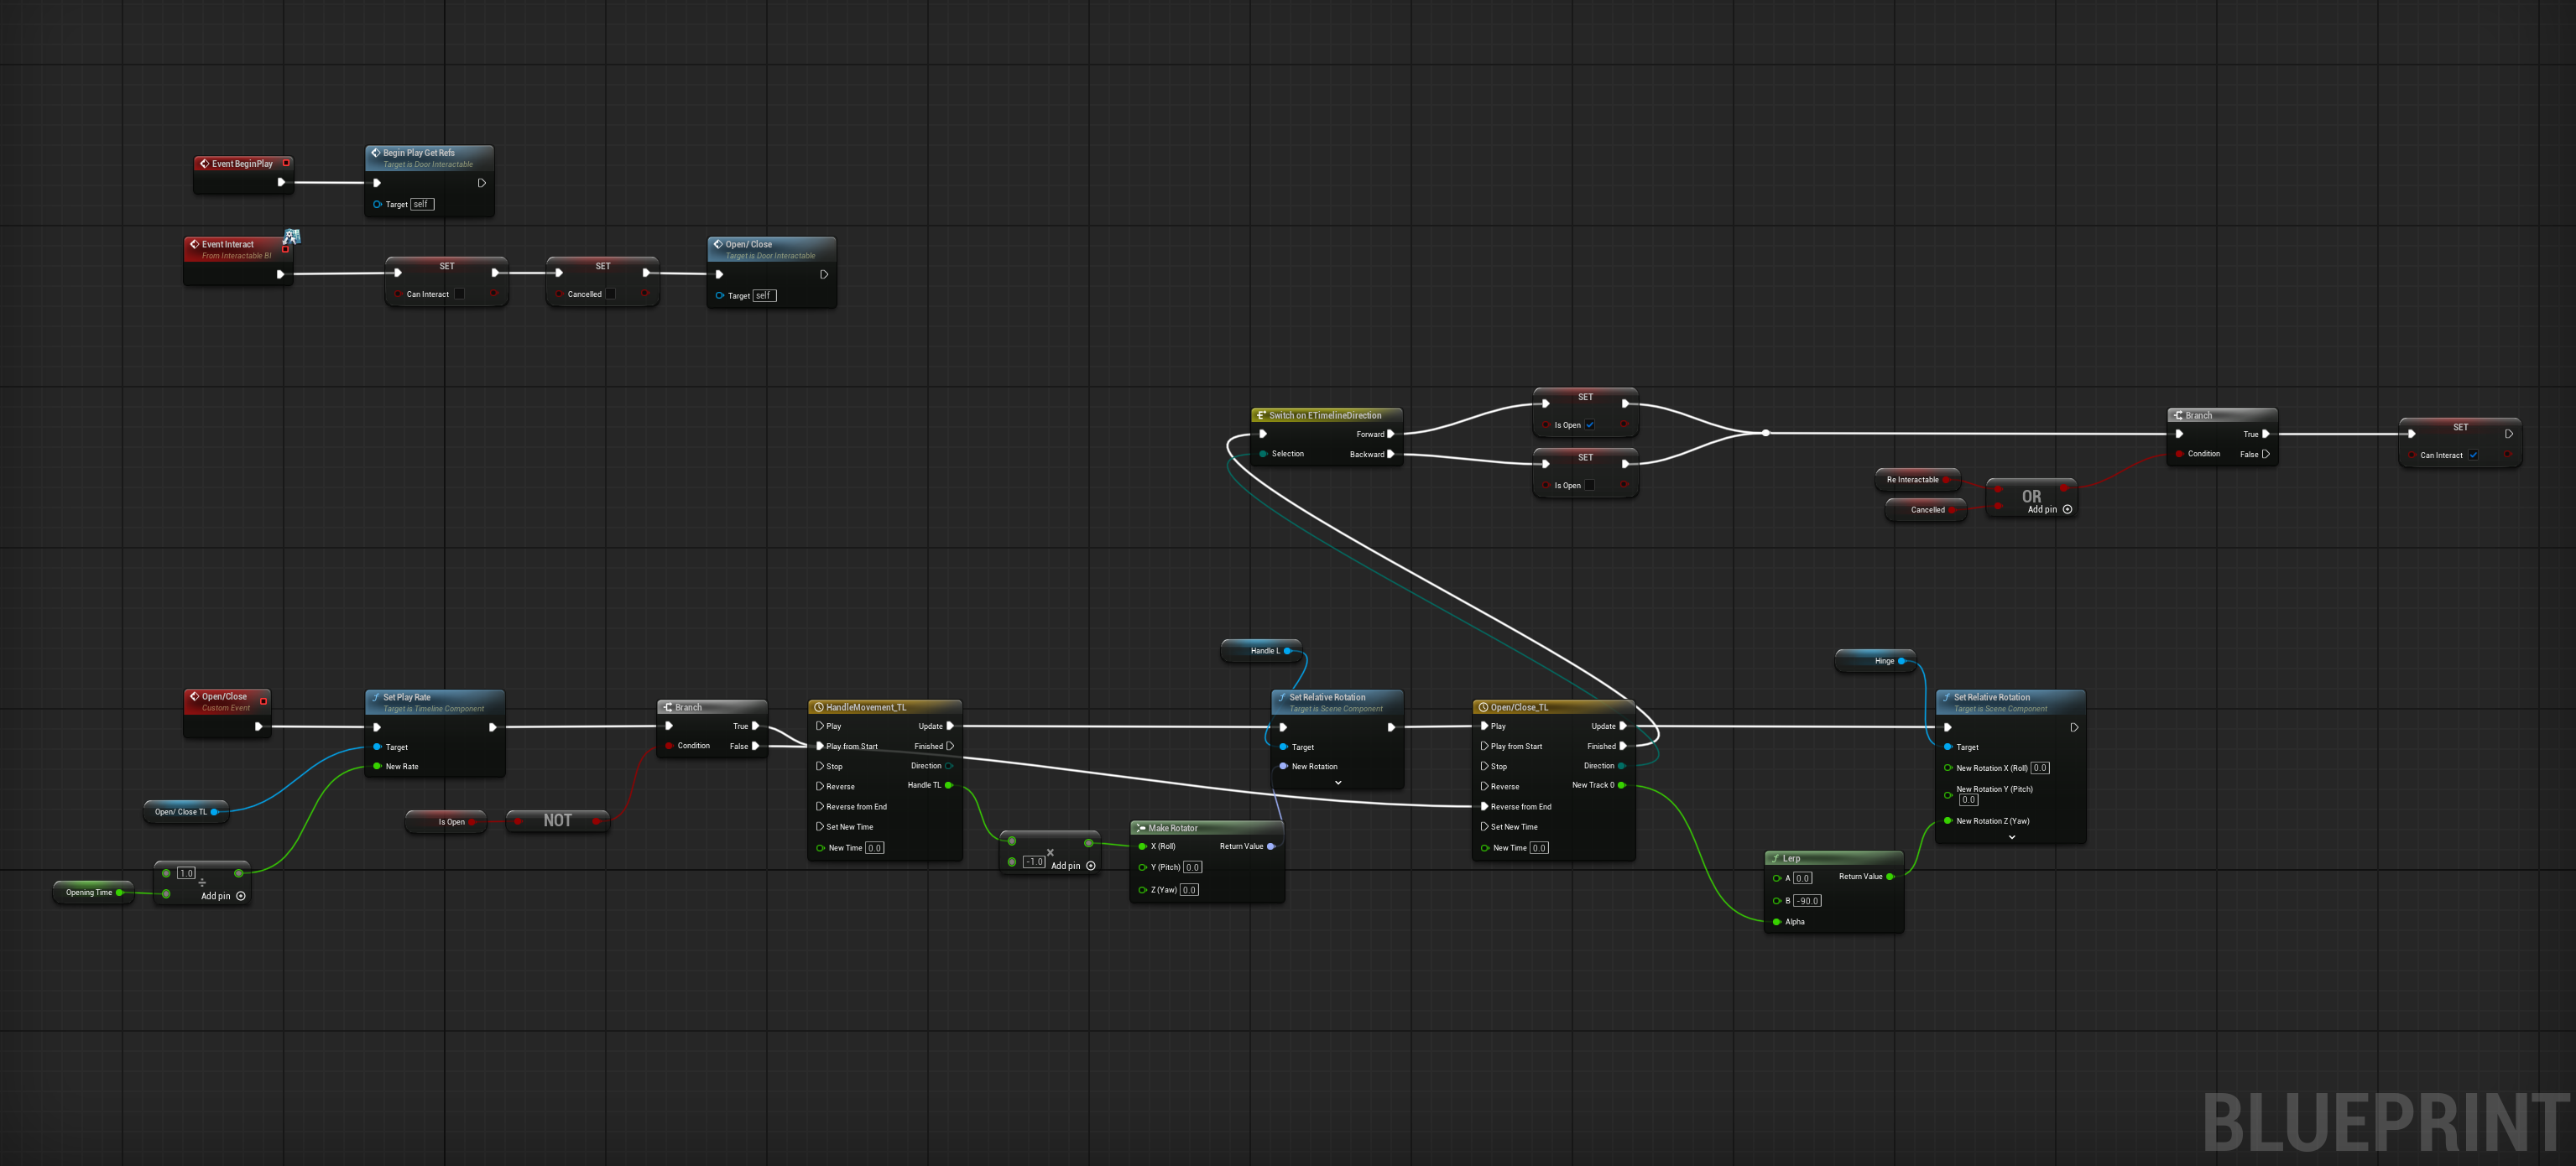 Event BeginPlay
Begin Play Get Refs
Target is Door Interactable
Target self
Event Interact
From Interactable BI
SET
Can Interact
SET
Cancelled
Open/ Close
Target is Door Interactable
Target self
Switch on ETimelineDirection
Forward
Selection Backward
SET
Is Open
SET
Is Open
Re Interactable
Cancelled
OR
Add pin
Branch
True
Condition False
SET
Can Interact
Open/Close
Custom Event
Set Play Rate
Target is Timeline Component
Target
New Rate
Open/ Close TL
Opening Time
1.0
÷
Add pin
Is Open
NOT
Branch
True
Condition False
HandleMovement_TL
Play Update
Play from Start Finished
Stop Direction
Reverse Handle TL
Reverse from End
Set New Time
New Time 0.0
×
-1.0 Add pin
Make Rotator
X (Roll) Return Value
Y (Pitch) 0.0
Z (Yaw) 0.0
Handle L
Set Relative Rotation
Target is Scene Component
Target
New Rotation
Open/Close_TL
Play Update
Play from Start Finished
Stop Direction
Reverse New Track 0
Reverse from End
Set New Time
New Time 0.0
Lerp
A 0.0 Return Value
B -90.0
Alpha
Hinge
Set Relative Rotation
Target is Scene Component
Target
New Rotation X (Roll) 0.0
New Rotation Y (Pitch)
0.0
New Rotation Z (Yaw)
BLUEPRINT